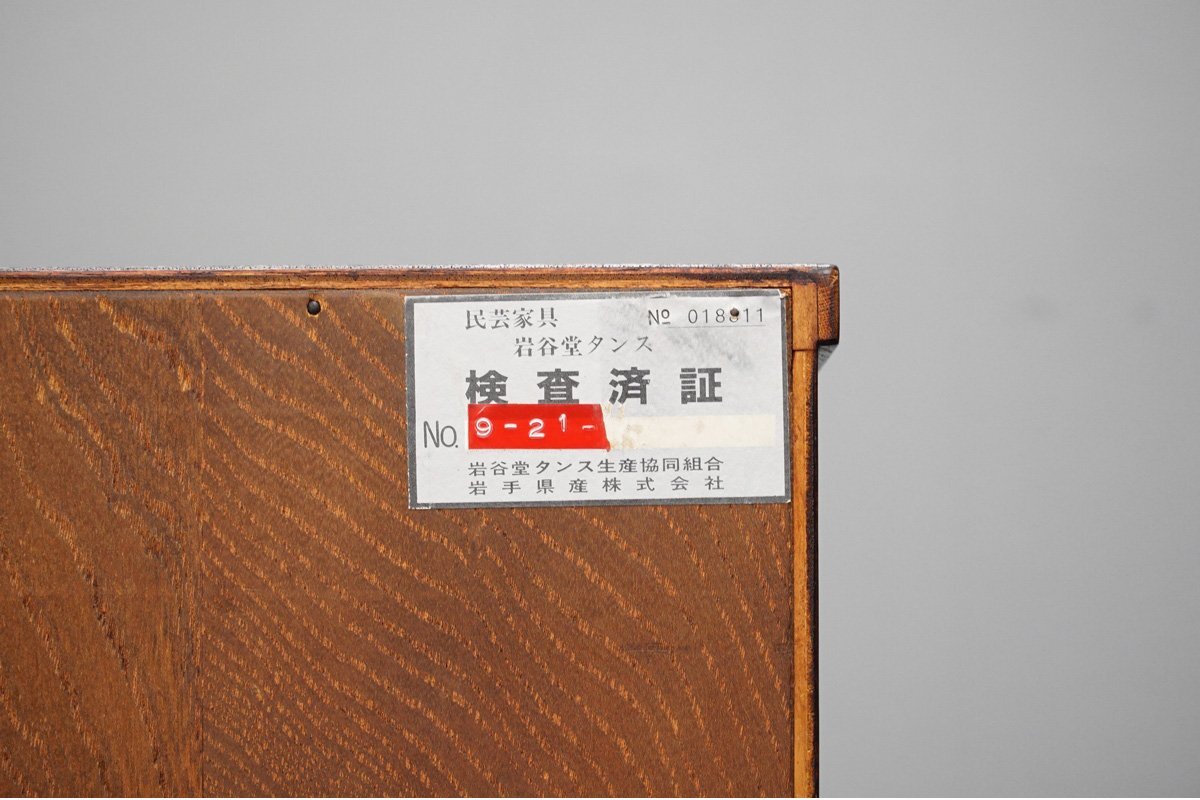 民芸家具 № 018811
岩谷堂タンス
検査済証
No. 9-21-
岩谷堂タンス生産協同組合
岩手県産株式会社